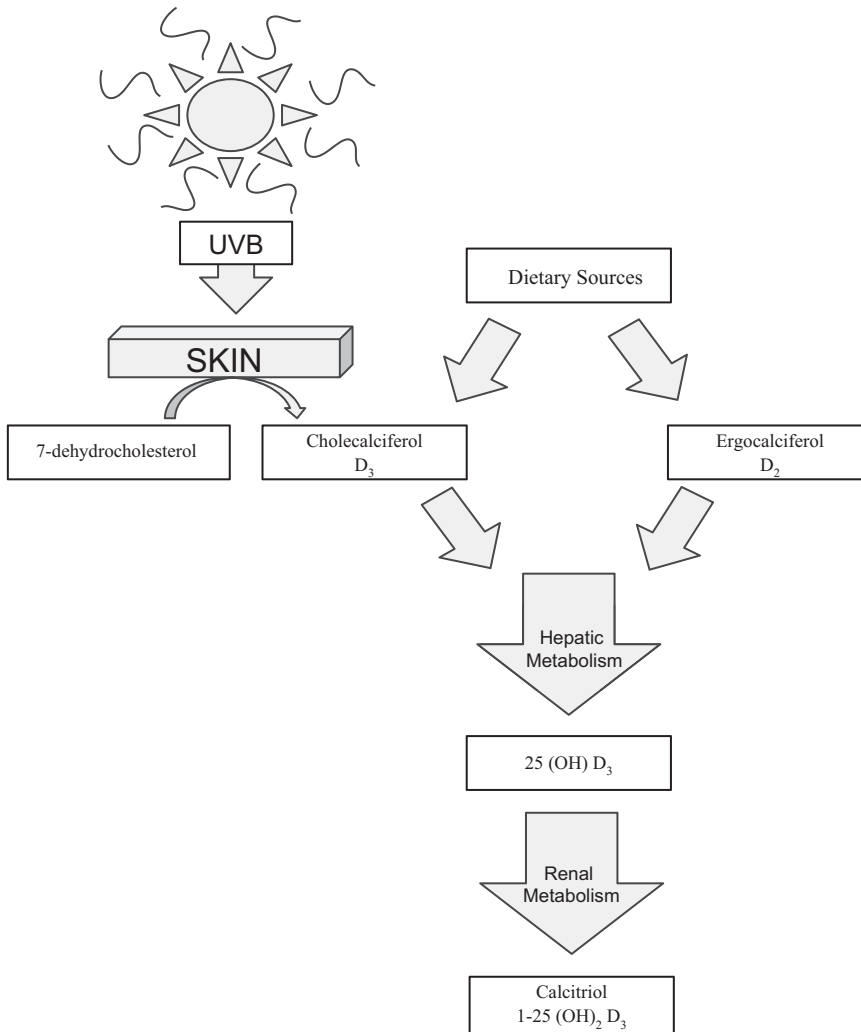 UVB
Dietary Sources
SKIN
7-dehydrocholesterol
Cholecalciferol
D₃
Ergocalciferol
D₂
Hepatic
Metabolism
25 (OH) D₃
Renal
Metabolism
Calcitriol
1-25 (OH)₂ D₃